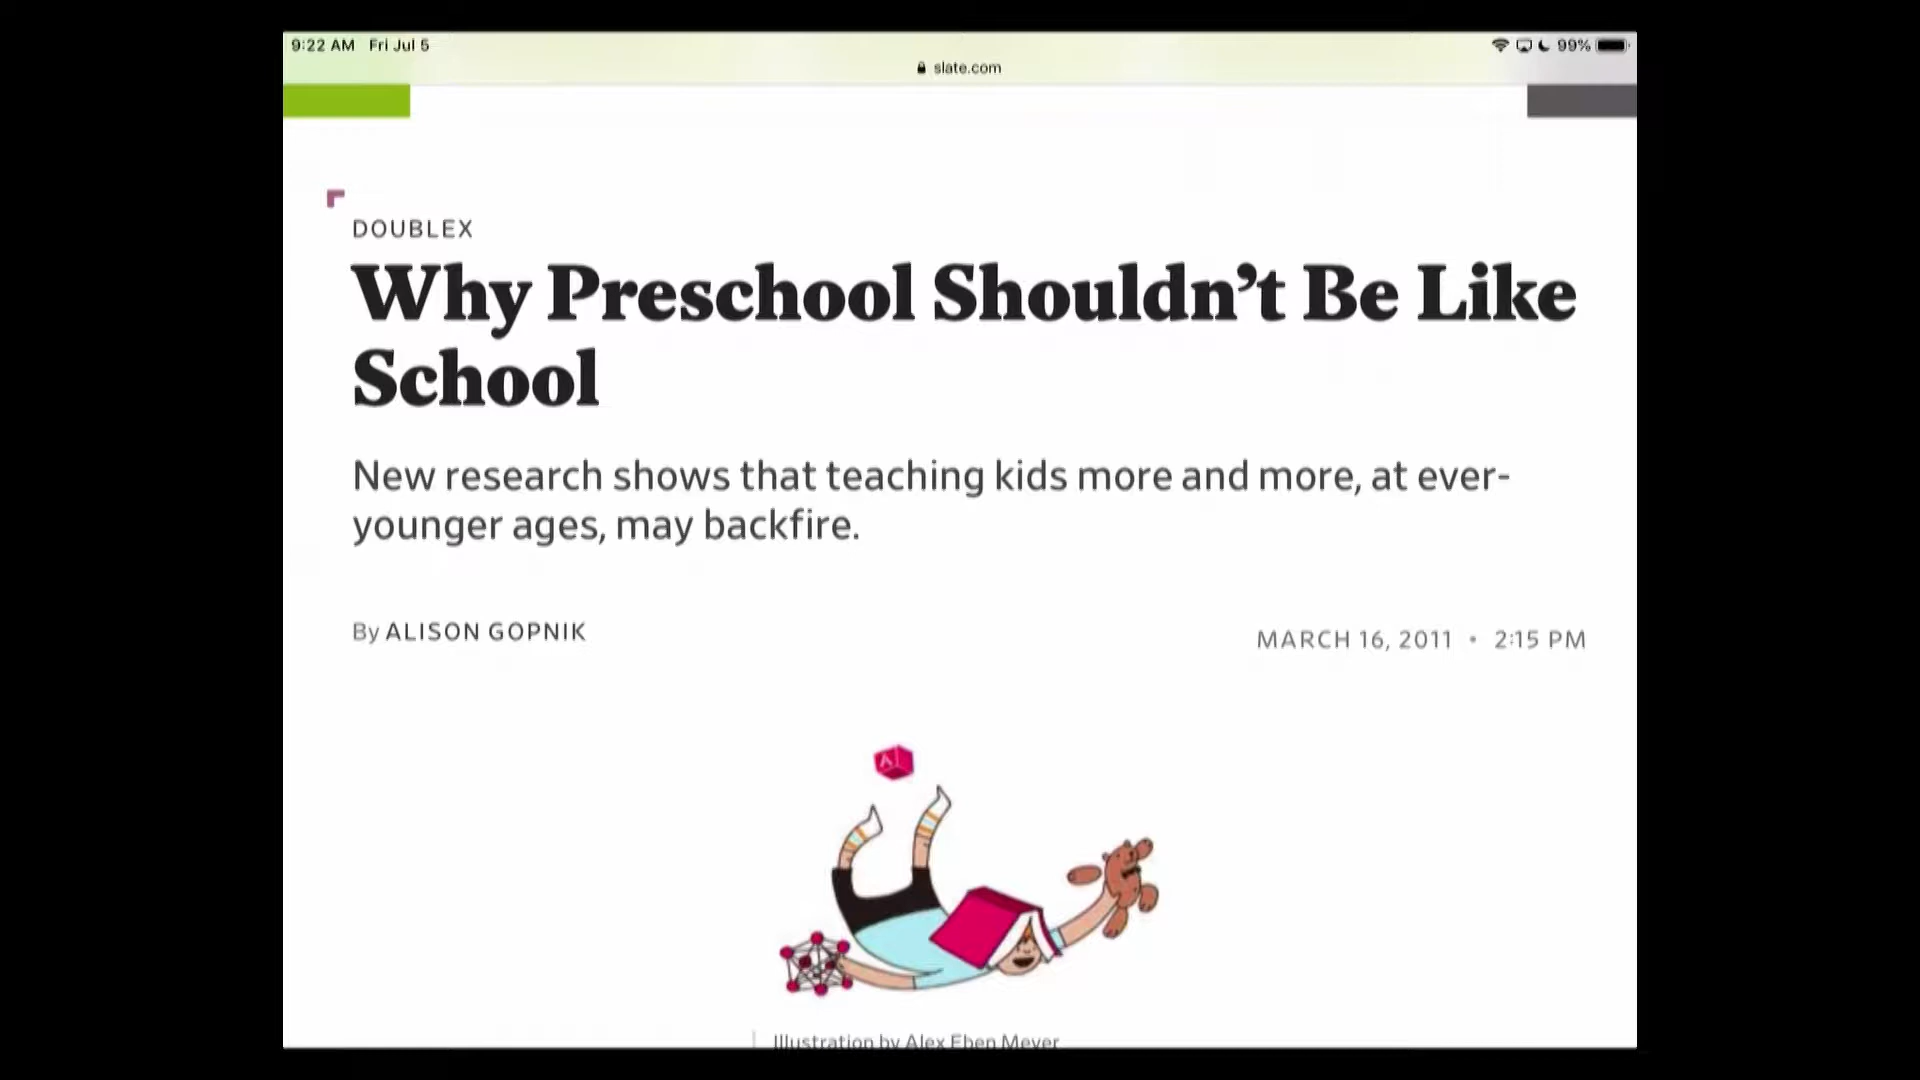 9:22 AM Fri Jul 5
99%
slate.com
DOUBLEX
Why Preschool Shouldn’t Be Like
School
New research shows that teaching kids more and more, at ever-
younger ages, may backfire.
By ALISON GOPNIK
MARCH 16, 2011 • 2:15 PM
A
Illustration by Alex Eben Meyer